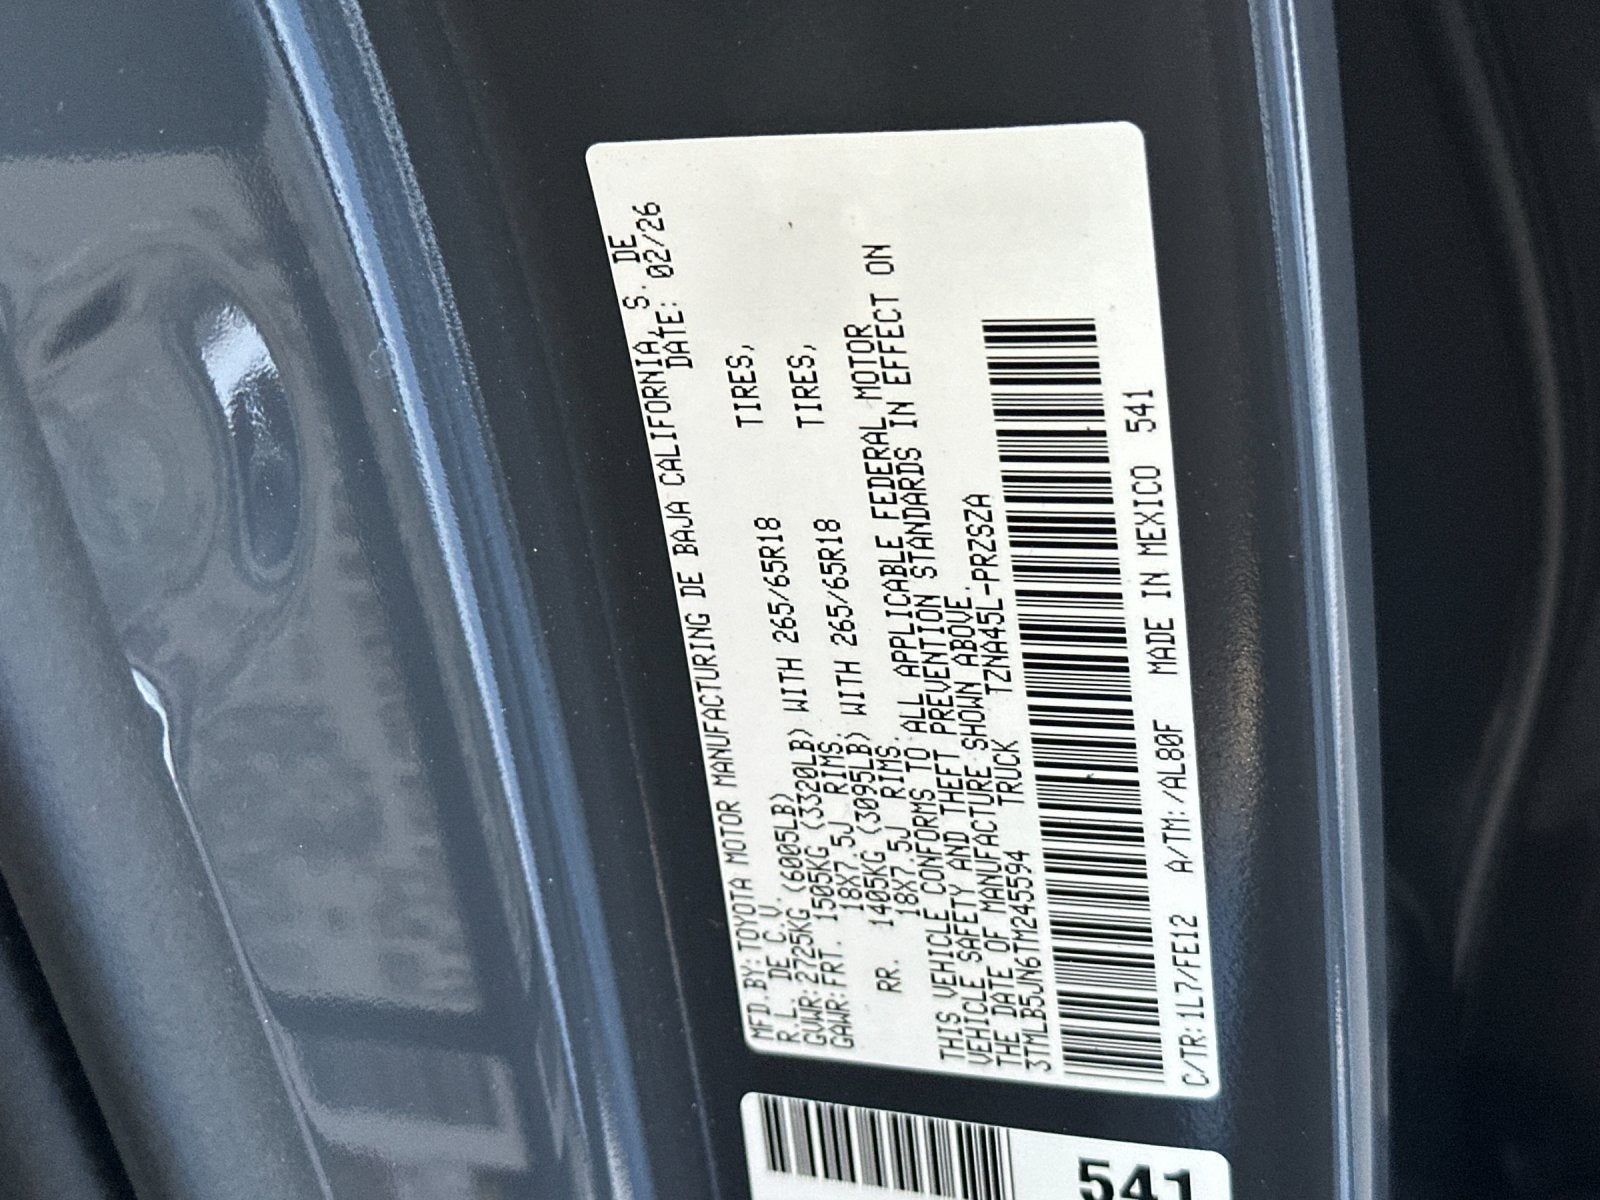 MFD.BY:TOYOTA MOTOR MANUFACTURING DE BAJA CALIFORNIA, S. DE
R.L. DE C.V. DATE: 02/26
GVWR:2725KG (6005LB)
GAWR:FRT. 1505KG (3320LB) WITH 265/65R18 TIRES,
18X7.5J RIMS.
RR. 1405KG (3095LB) WITH 265/65R18 TIRES,
18X7.5J RIMS.
THIS VEHICLE CONFORMS TO ALL APPLICABLE FEDERAL MOTOR
VEHICLE SAFETY AND THEFT PREVENTION STANDARDS IN EFFECT ON
THE DATE OF MANUFACTURE SHOWN ABOVE.
3TMLB5JN6TM245594 TRUCK TZNA45L-PRZSZA
C/TR:1L7/FE12 A/TM:/AL80F MADE IN MEXICO 541
541